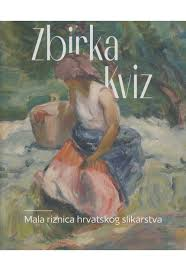 Zbirka
Kviz
Mala riznica hrvatskog slikarstva